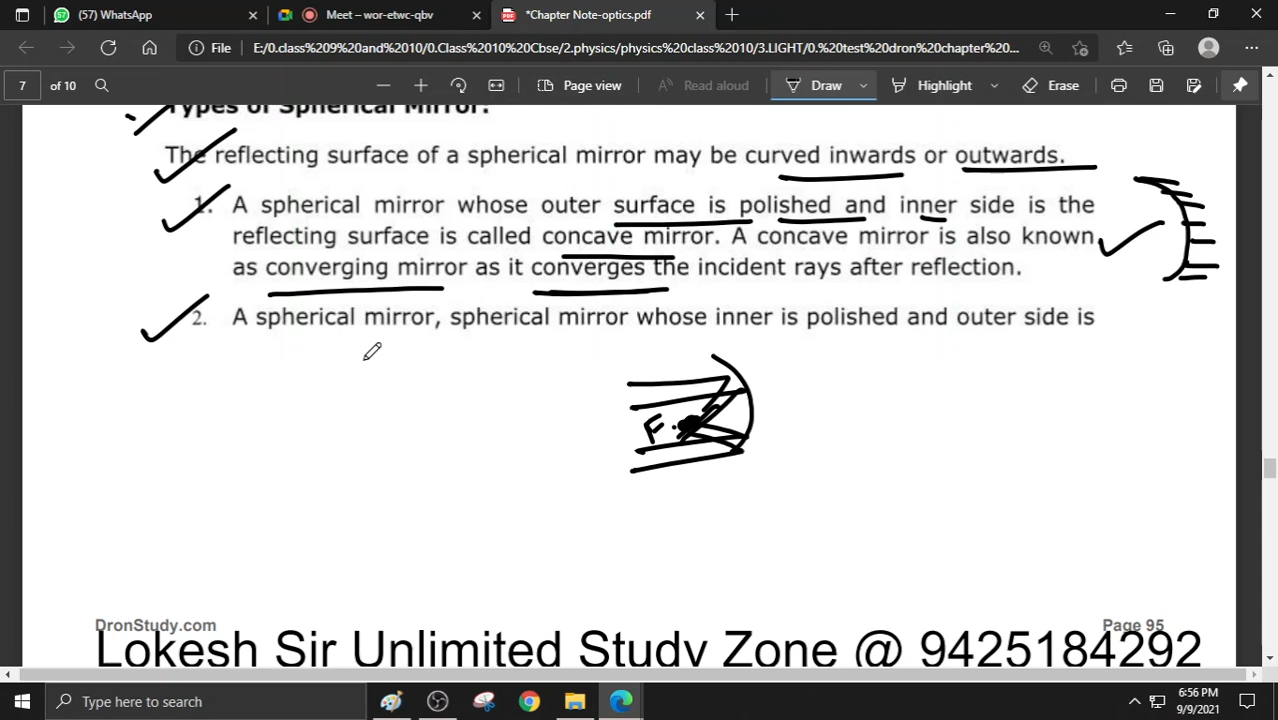 (57) WhatsApp
Meet – wor-etwc-qbv
*Chapter Note-optics.pdf
File
E:/0.class%209%20and%2010/0.Class%2010%20Cbse/2.physics/physics%20class%2010/3.LIGHT/0.%20test%20dron%20chapter%20...
7
of 10
Page view
Read aloud
Draw
Highlight
Erase
Types of Spherical Mirror:
The reflecting surface of a spherical mirror may be curved inwards or outwards.
1. A spherical mirror whose outer surface is polished and inner side is the
reflecting surface is called concave mirror. A concave mirror is also known
as converging mirror as it converges the incident rays after reflection.
2. A spherical mirror, spherical mirror whose inner is polished and outer side is
F
DronStudy.com
Page 95
Lokesh Sir Unlimited Study Zone @ 9425184292
Type here to search
6:56 PM
9/9/2021